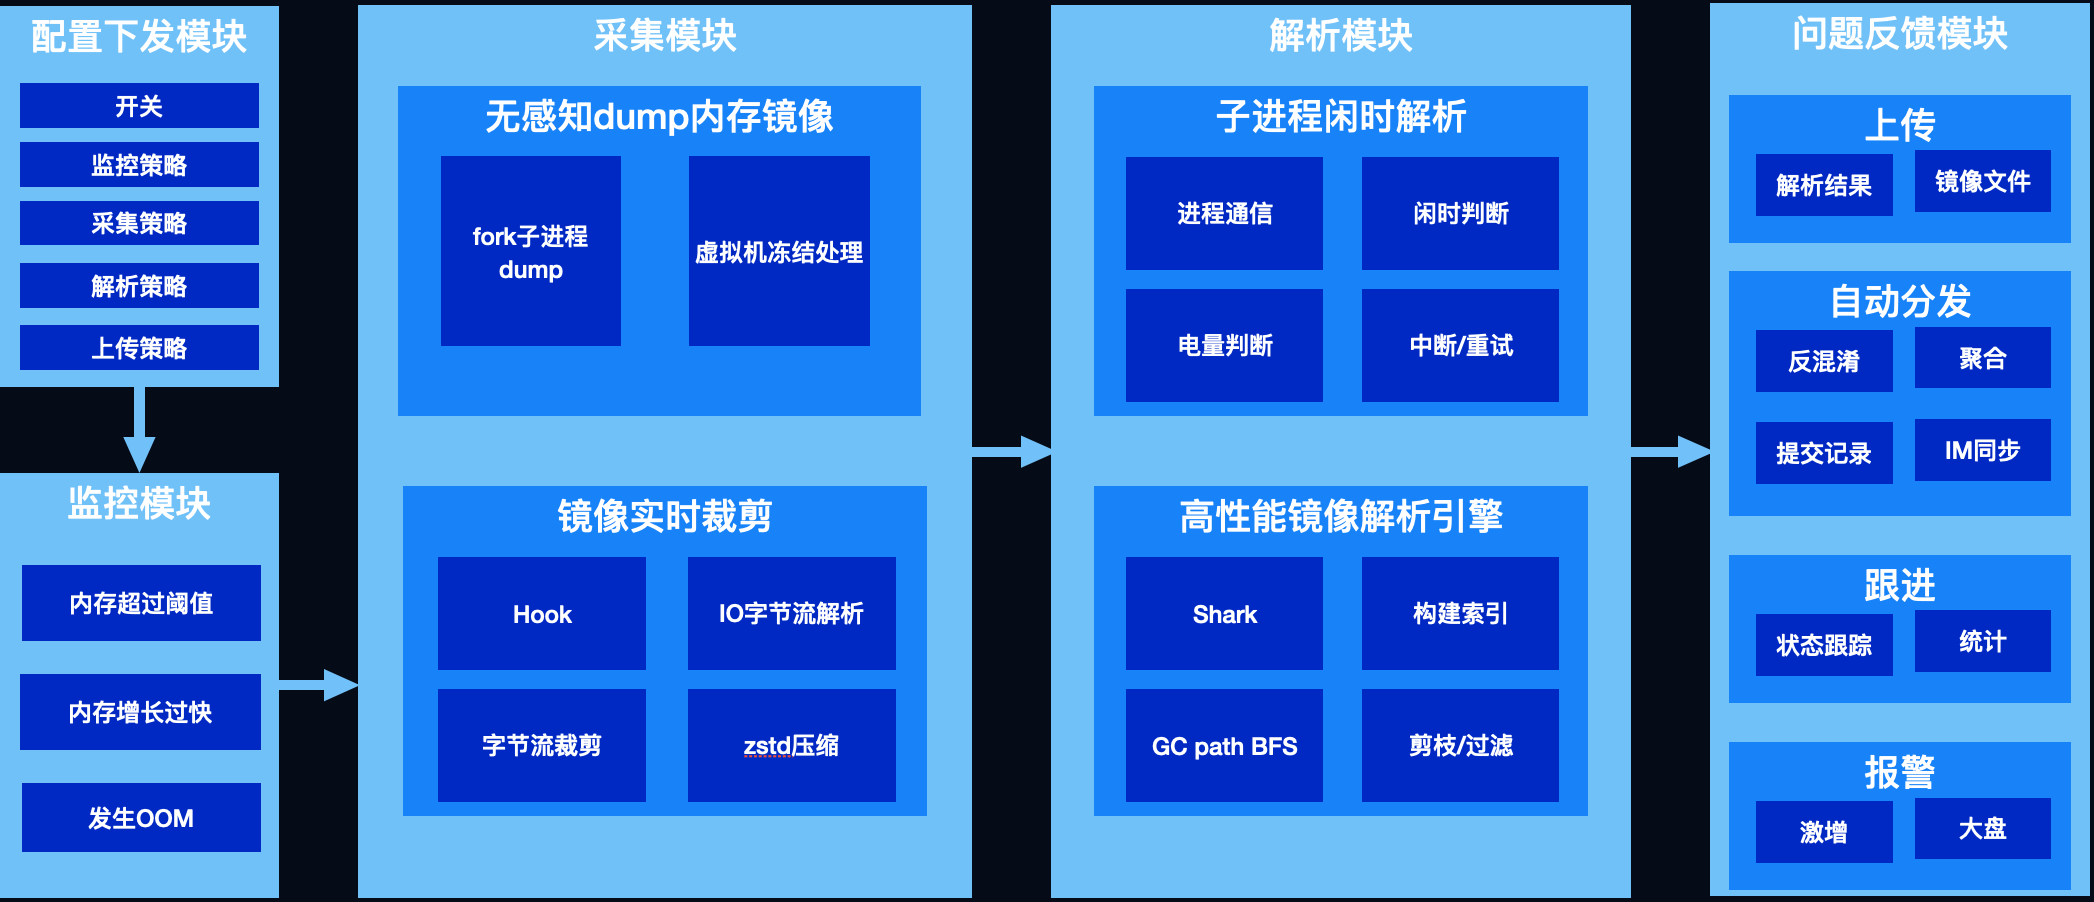 配置下发模块
开关
监控策略
采集策略
解析策略
上传策略
监控模块
内存超过阈值
内存增长过快
发生OOM
采集模块
无感知dump内存镜像
fork子进程
dump
虚拟机冻结处理
镜像实时裁剪
Hook
IO字节流解析
字节流裁剪
zstd压缩
解析模块
子进程闲时解析
进程通信
闲时判断
电量判断
中断/重试
高性能镜像解析引擎
Shark
构建索引
GC path BFS
剪枝/过滤
问题反馈模块
上传
解析结果
镜像文件
自动分发
反混淆
聚合
提交记录
IM同步
跟进
状态跟踪
统计
报警
激增
大盘